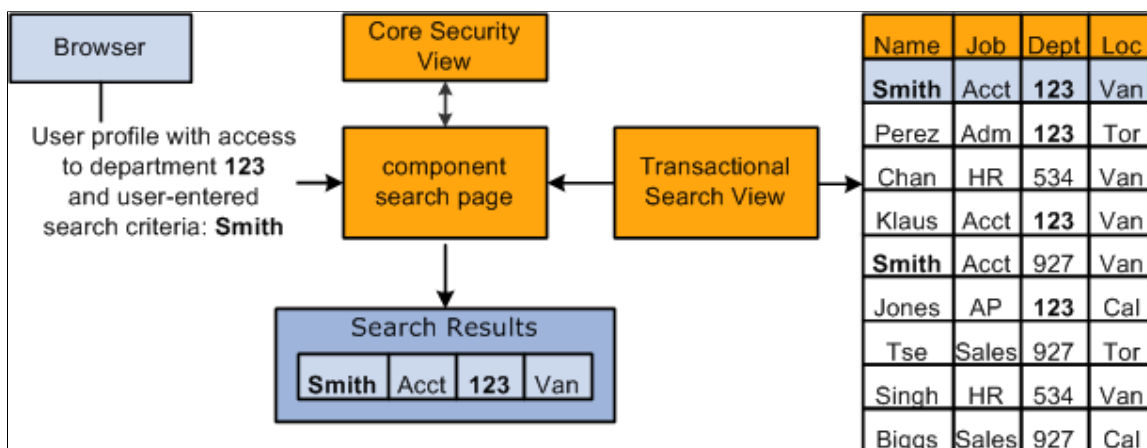 Browser
User profile with access
to department 123
and user-entered
search criteria: Smith
Core Security
View
component
search page
Transactional
Search View
Search Results
Smith Acct 123 Van
Name Job Dept Loc
Smith Acct 123 Van
Perez Adm 123 Tor
Chan HR 534 Van
Klaus Acct 123 Van
Smith Acct 927 Van
Jones AP 123 Cal
Tse Sales 927 Tor
Singh HR 534 Van
Biggs Sales 927 Cal